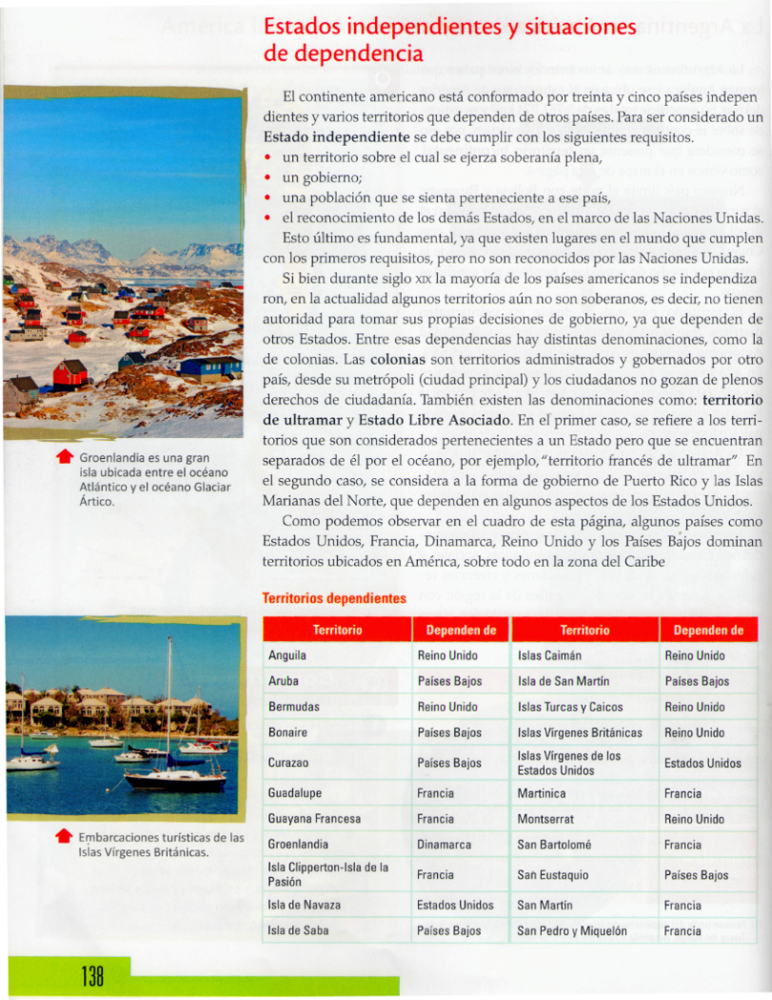 Estados independientes y situaciones
de dependencia
El continente americano está conformado por treinta y cinco países indepen
dientes y varios territorios que dependen de otros países. Para ser considerado un
Estado independiente se debe cumplir con los siguientes requisitos.
• un territorio sobre el cual se ejerza soberanía plena,
• un gobierno;
• una población que se sienta perteneciente a ese país,
• el reconocimiento de los demás Estados, en el marco de las Naciones Unidas.
Esto último es fundamental, ya que existen lugares en el mundo que cumplen
con los primeros requisitos, pero no son reconocidos por las Naciones Unidas.
Si bien durante siglo XIX la mayoría de los países americanos se independiza
ron, en la actualidad algunos territorios aún no son soberanos, es decir, no tienen
autoridad para tomar sus propias decisiones de gobierno, ya que dependen de
otros Estados. Entre esas dependencias hay distintas denominaciones, como la
de colonias. Las colonias son territorios administrados y gobernados por otro
país, desde su metrópoli (ciudad principal) y los ciudadanos no gozan de plenos
derechos de ciudadanía. También existen las denominaciones como: territorio
de ultramar y Estado Libre Asociado. En el primer caso, se refiere a los terri-
torios que son considerados pertenecientes a un Estado pero que se encuentran
separados de él por el océano, por ejemplo, "territorio francés de ultramar" En
el segundo caso, se considera a la forma de gobierno de Puerto Rico y las Islas
Marianas del Norte, que dependen en algunos aspectos de los Estados Unidos.
Como podemos observar en el cuadro de esta página, algunos países como
Estados Unidos, Francia, Dinamarca, Reino Unido y los Países Bajos dominan
territorios ubicados en América, sobre todo en la zona del Caribe
Groenlandia es una gran
isla ubicada entre el océano
Atlántico y el océano Glaciar
Ártico.
Embarcaciones turísticas de las
Islas Vírgenes Británicas.
Territorios dependientes
Territorio Dependen de Territorio Dependen de
Anguila Reino Unido Islas Caimán Reino Unido
Aruba Países Bajos Isla de San Martín Países Bajos
Bermudas Reino Unido Islas Turcas y Caicos Reino Unido
Bonaire Países Bajos Islas Vírgenes Británicas Reino Unido
Curazao Países Bajos Islas Vírgenes de los
Estados Unidos Estados Unidos
Guadalupe Francia Martinica Francia
Guayana Francesa Francia Montserrat Reino Unido
Groenlandia Dinamarca San Bartolomé Francia
Isla Clipperton-Isla de la
Pasión Francia San Eustaquio Países Bajos
Isla de Navaza Estados Unidos San Martín Francia
Isla de Saba Países Bajos San Pedro y Miquelón Francia
138